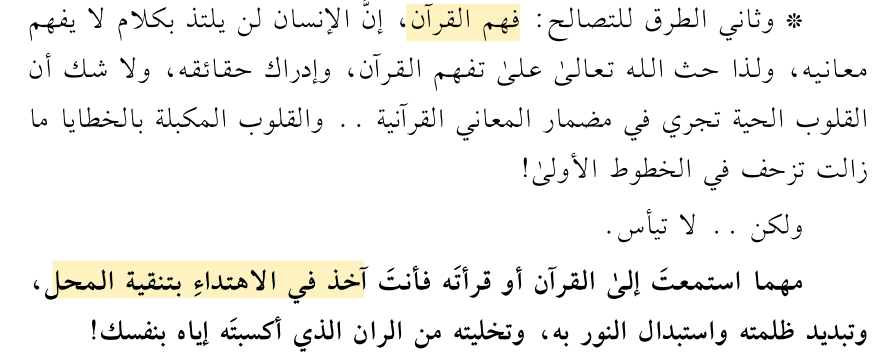 * وثاني الطرق للتصالح: فهم القرآن، إنَّ الإنسان لن يلتذ بكلام لا يفهم
معانيه، ولذا حث الله تعالىٰ علىٰ تفهم القرآن، وإدراك حقائقه، ولا شك أن
القلوب الحية تجري في مضمار المعاني القرآنية .. والقلوب المكبلة بالخطايا ما
زالت تزحف في الخطوط الأولىٰ!
ولكن .. لا تيأس.
مهما استمعتَ إلىٰ القرآن أو قرأتَه فأنتَ آخذ في الاهتداءِ بتنقية المحل،
وتبديد ظلمته واستبدال النور به، وتخليته من الران الذي أكسبتَه إياه بنفسك!